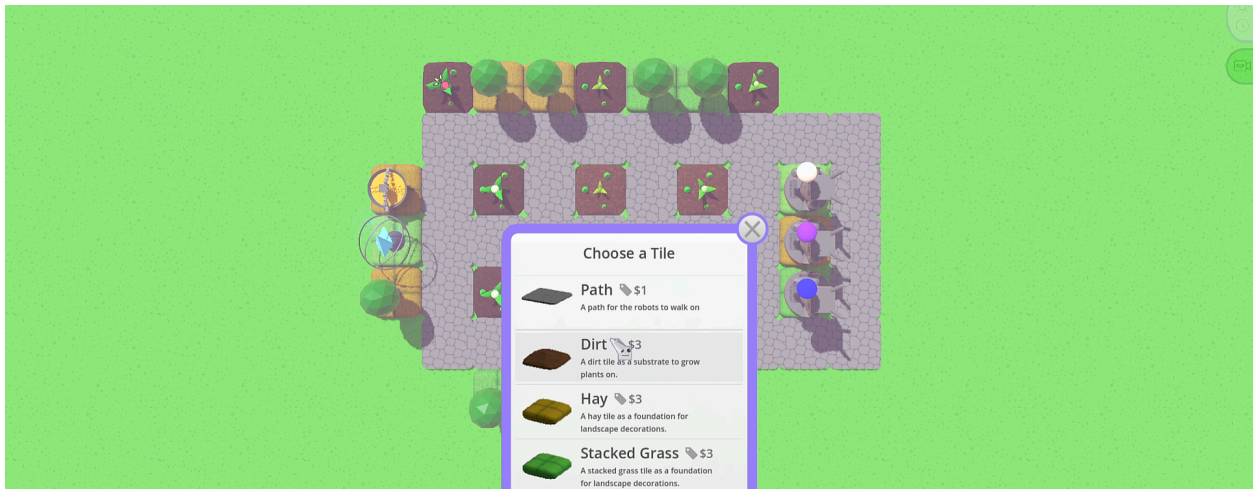 Choose a Tile
Path $1
A path for the robots to walk on
Dirt $3
A dirt tile as a substrate to grow
plants on.
Hay $3
A hay tile as a foundation for
landscape decorations.
Stacked Grass $3
A stacked grass tile as a foundation
for landscape decorations.